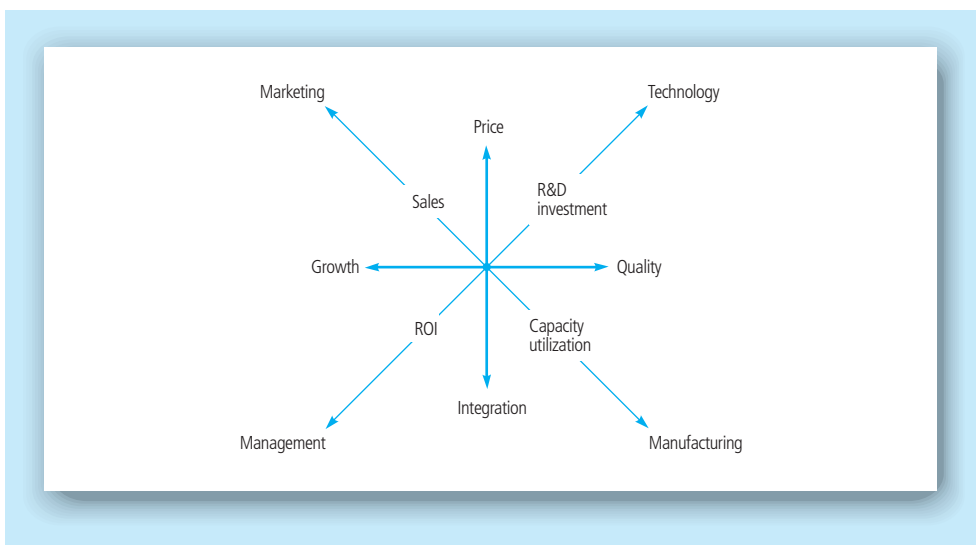 Marketing
Technology
Price
Sales
R&D
investment
Growth
Quality
ROI
Capacity
utilization
Integration
Management
Manufacturing